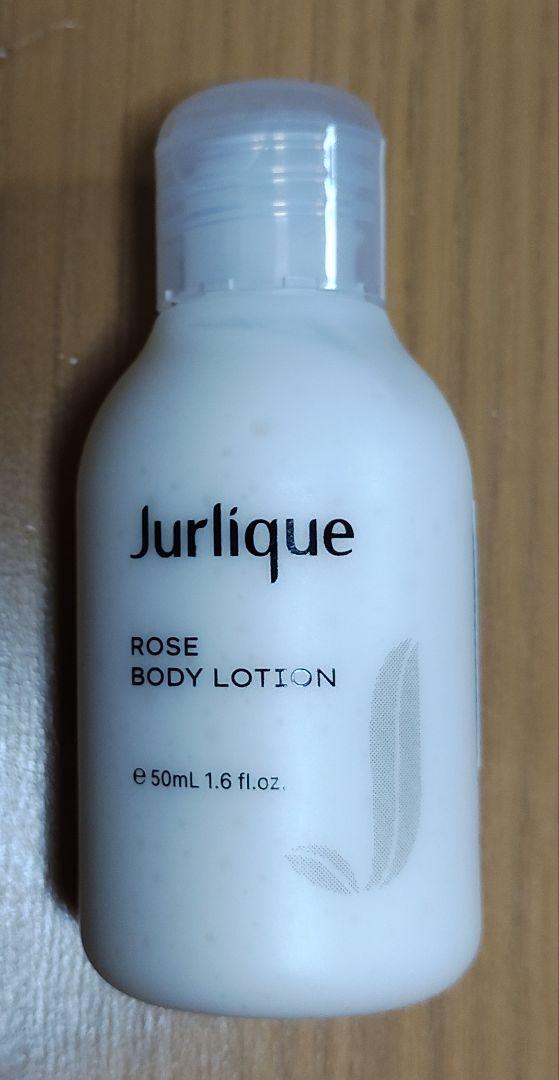 Jurlique
ROSE
BODY LOTION
℮ 50mL 1.6 fl.oz.